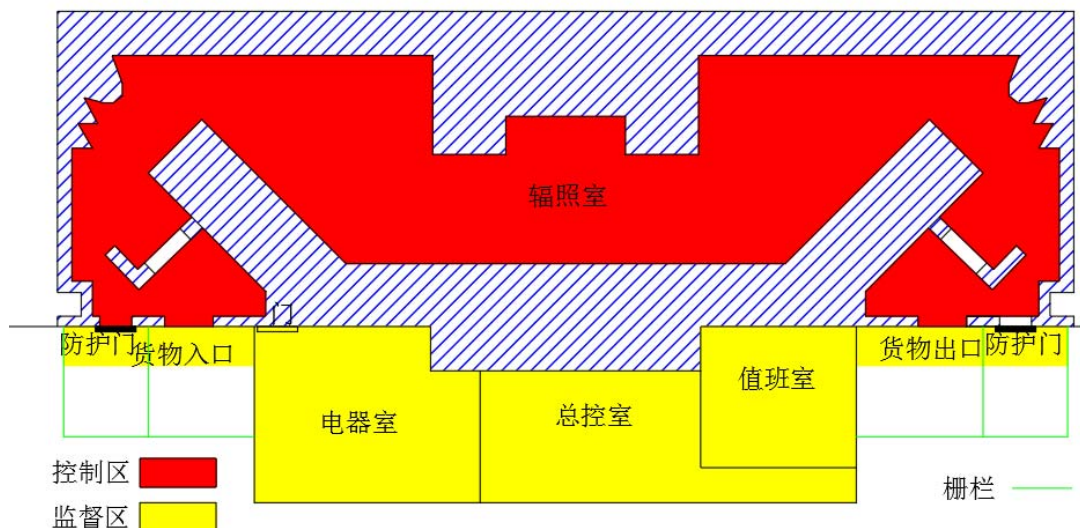 辐照室
门
防护门
货物入口
货物出口
防护门
电器室
总控室
值班室
控制区
监督区
栅栏